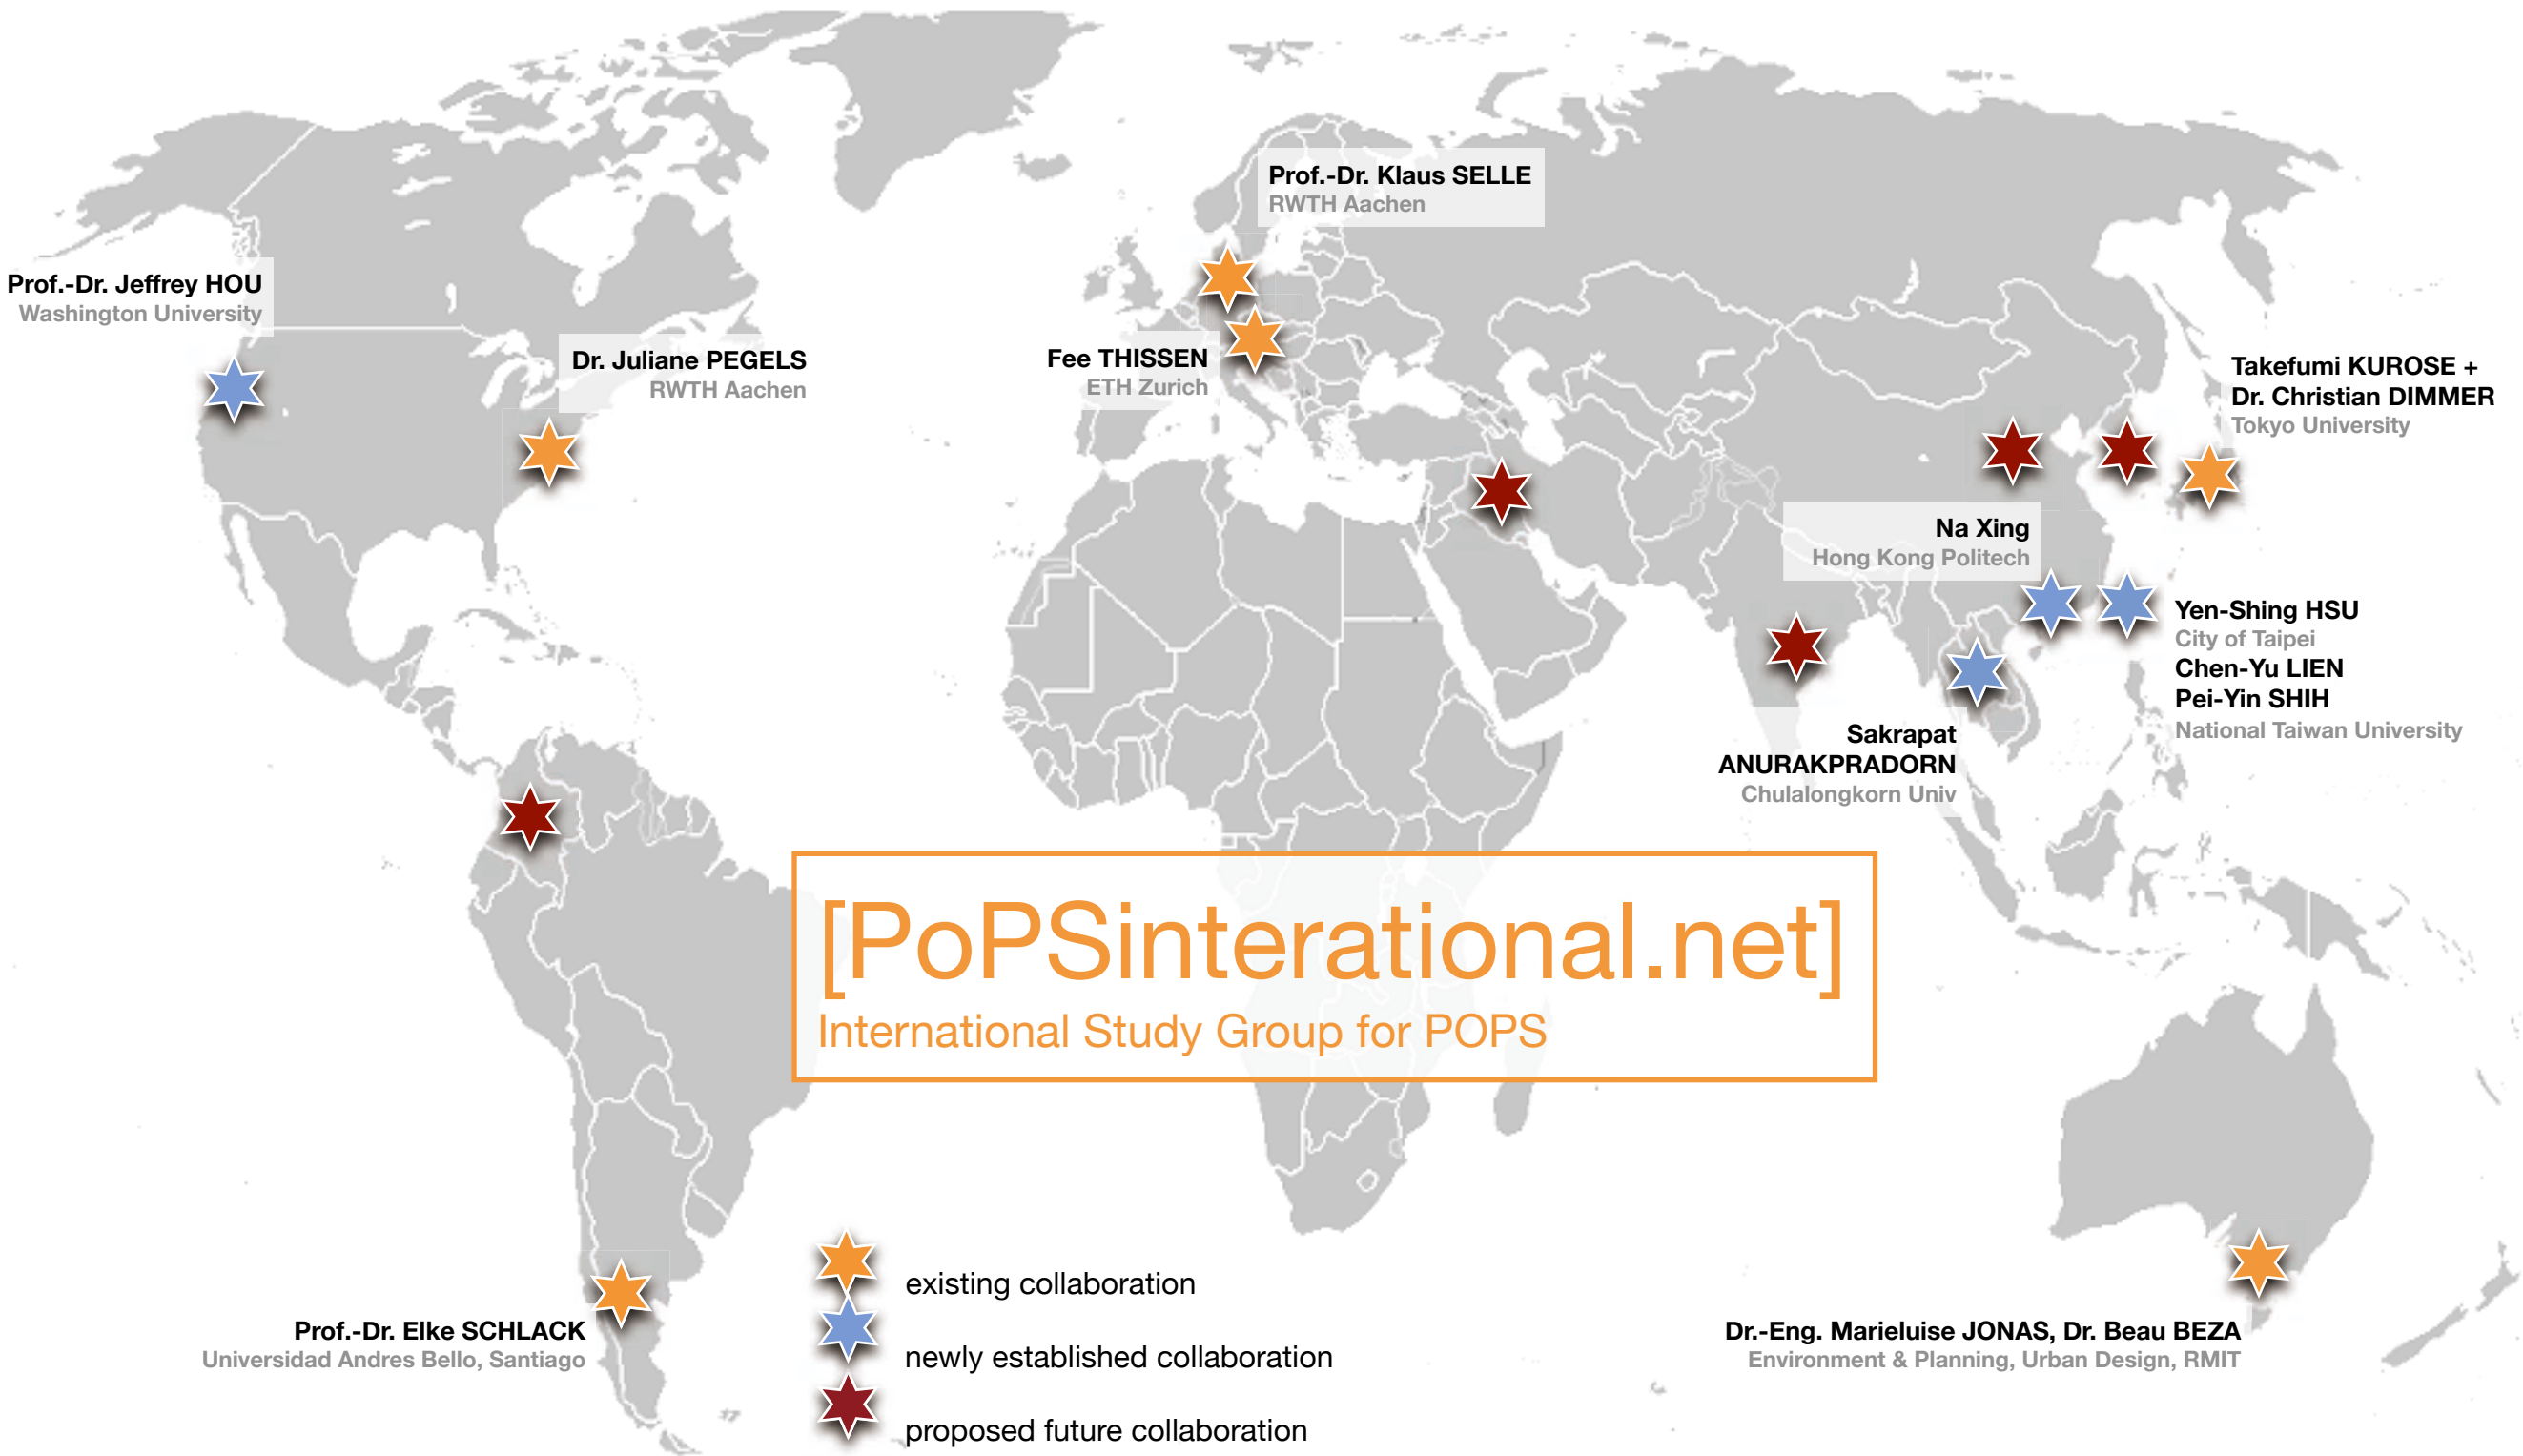 Prof.-Dr. Klaus SELLE
RWTH Aachen
Prof.-Dr. Jeffrey HOU
Washington University
Dr. Juliane PEGELS
RWTH Aachen
Fee THISSEN
ETH Zurich
Takefumi KUROSE +
Dr. Christian DIMMER
Tokyo University
Na Xing
Hong Kong Politech
Yen-Shing HSU
City of Taipei
Chen-Yu LIEN
Pei-Yin SHIH
National Taiwan University
Sakrapat
ANURAKPRADORN
Chulalongkorn Univ
[PoPSinterational.net]
International Study Group for POPS
Prof.-Dr. Elke SCHLACK
Universidad Andres Bello, Santiago
existing collaboration
newly established collaboration
proposed future collaboration
Dr.-Eng. Marieluise JONAS, Dr. Beau BEZA
Environment & Planning, Urban Design, RMIT